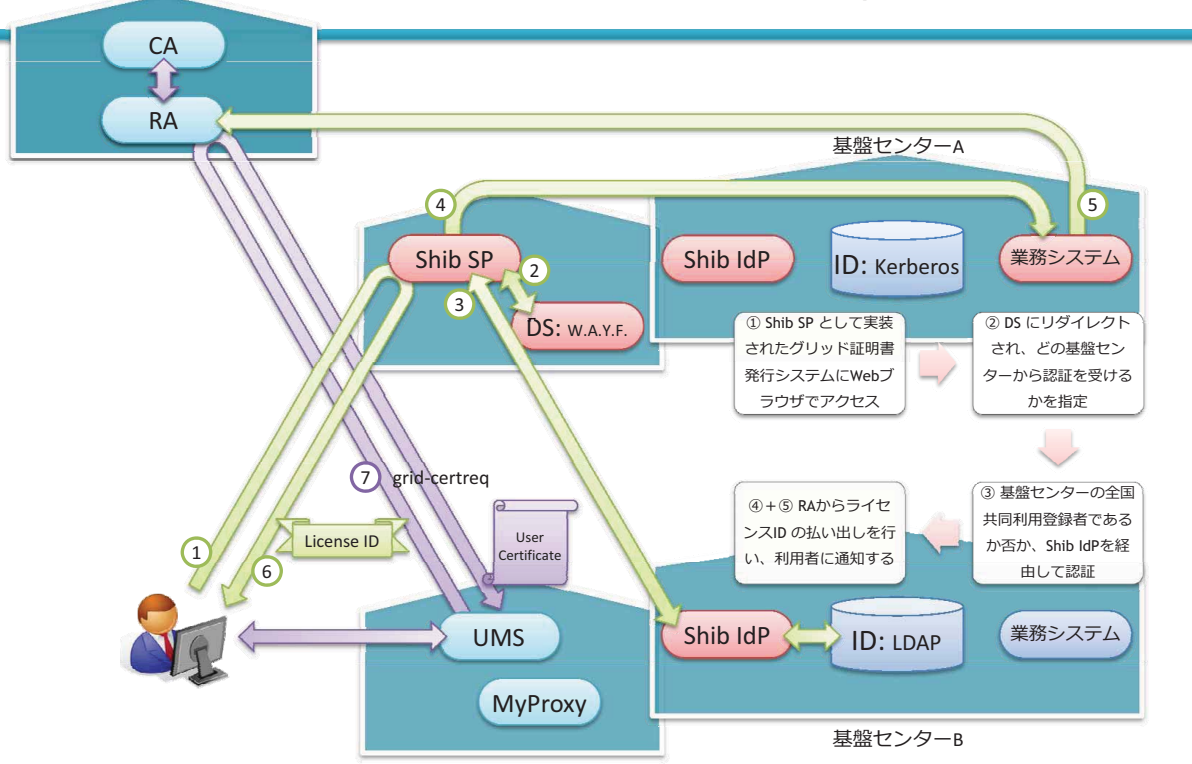 CA
RA
基盤センターA
④
⑤
Shib SP
②
③
DS: W.A.Y.F.
Shib IdP
ID: Kerberos
業務システム
① Shib SP として実装
されたグリッド証明書
発行システムにWebブ
ラウザでアクセス
② DS にリダイレクト
され、どの基盤セン
ターから認証を受ける
かを指定
③ 基盤センターの全国
共同利用登録者である
か否か、Shib IdPを経
由して認証
④+⑤ RAからライセ
ンスID の払い出しを行
い、利用者に通知する
⑦ grid-certreq
User
Certificate
License ID
①
⑥
UMS
MyProxy
Shib IdP
ID: LDAP
業務システム
基盤センターB